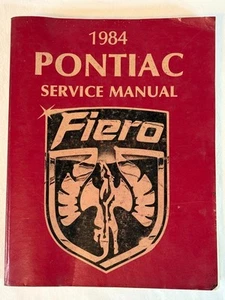 1984
PONTIAC
SERVICE MANUAL
Fiero